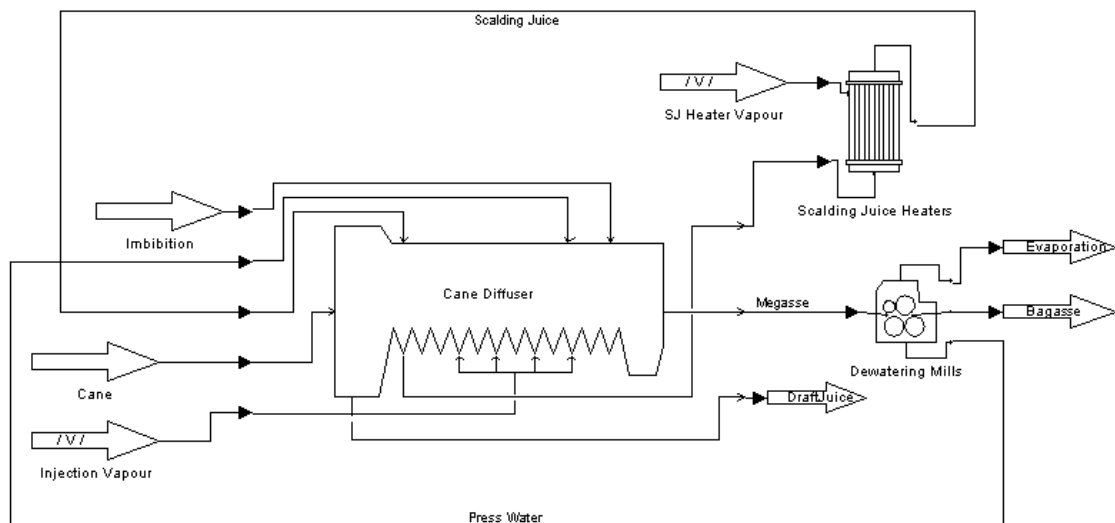 Scalding Juice
/V/
SJ Heater Vapour
Scalding Juice Heaters
Imbibition
Evaporation
Cane Diffuser
Megasse
Bagasse
Dewatering Mills
Cane
DraftJuice
/V/
Injection Vapour
Press Water